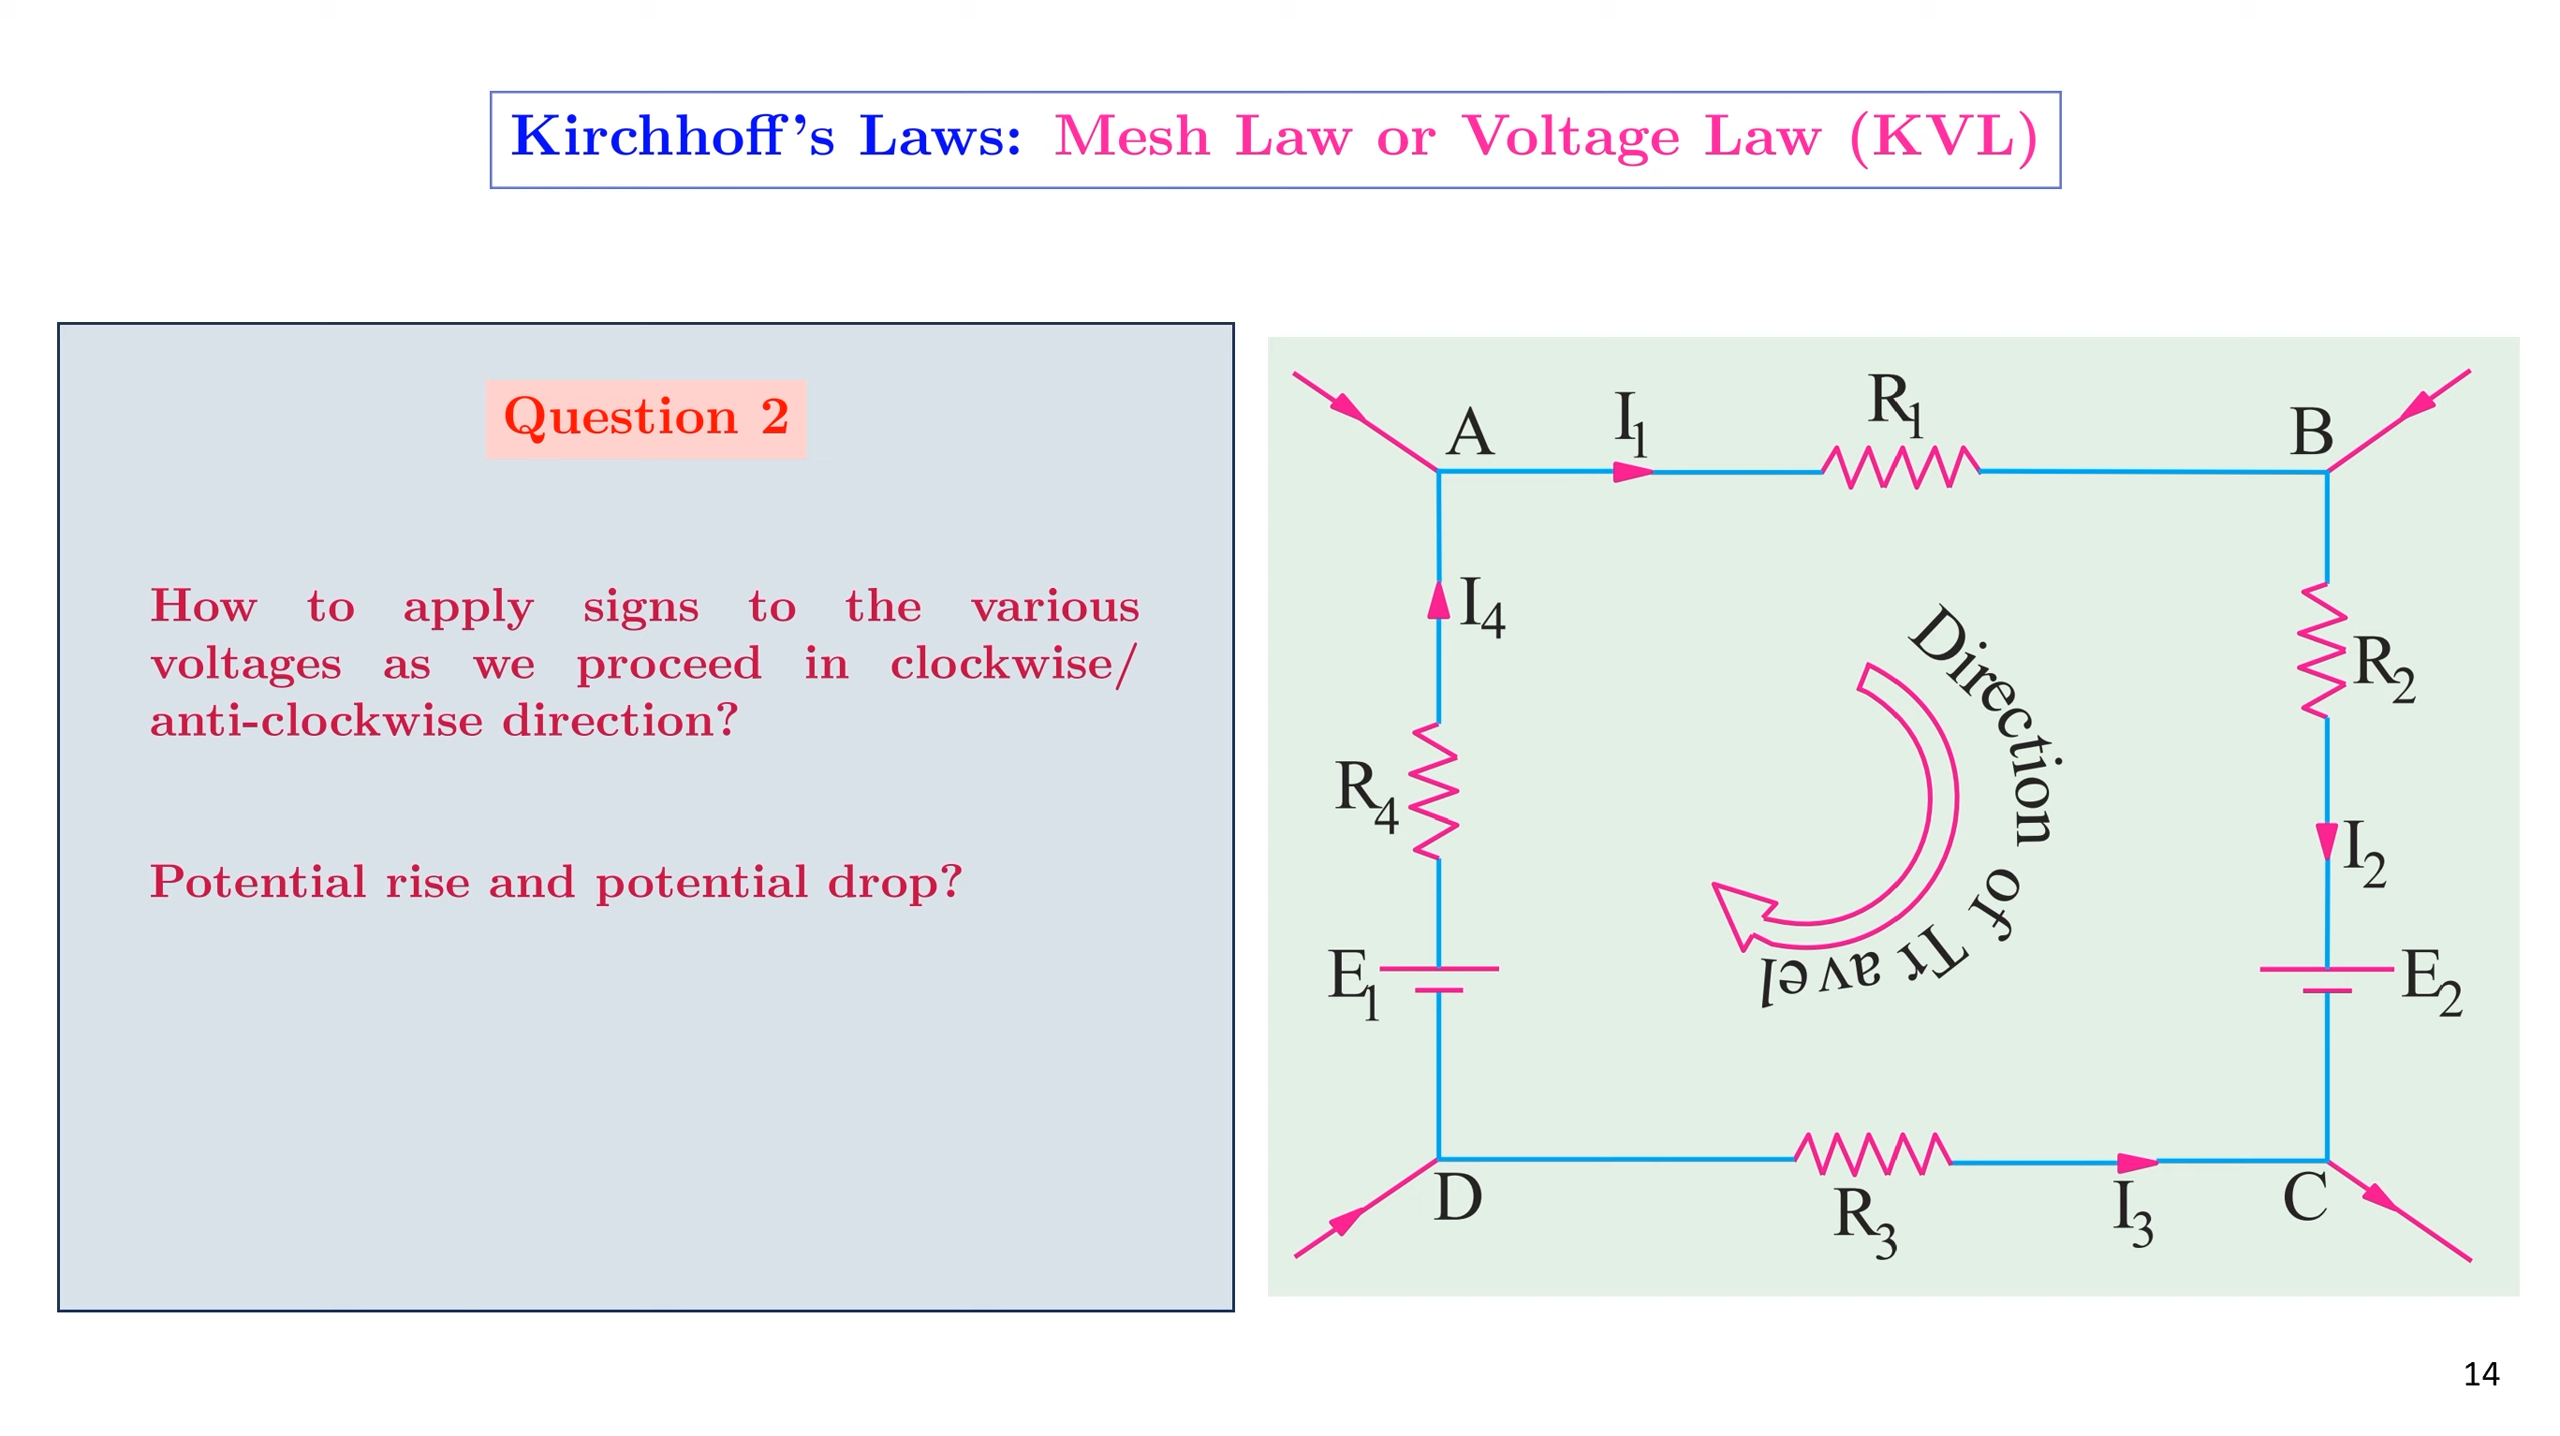 Kirchhoff's Laws: Mesh Law or Voltage Law (KVL)
Question 2
How to apply signs to the various
voltages as we proceed in clockwise/
anti-clockwise direction?
Potential rise and potential drop?
A
I1
R1
B
I4
R2
Direction of Travel
R4
I2
E1
E2
D
R3
I3
C
14